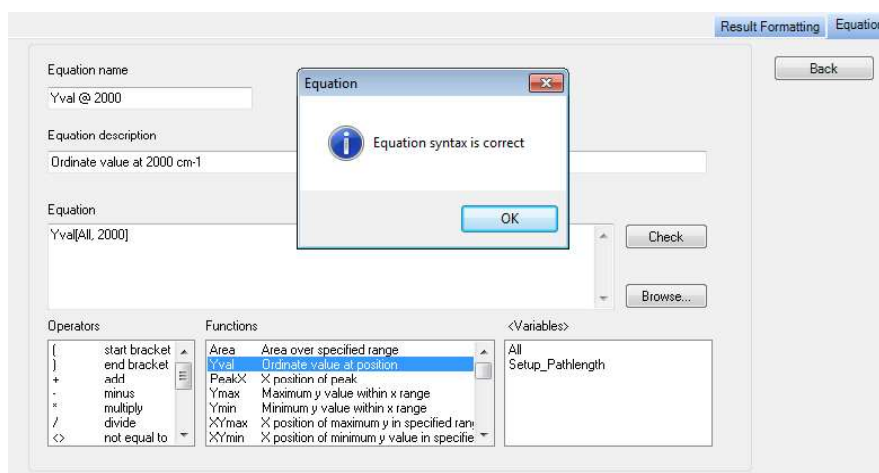 Result Formatting Equation
Back
Equation name
Yval @ 2000
Equation description
Ordinate value at 2000 cm-1
Equation
Equation syntax is correct
OK
Equation
Yval[All, 2000]
Check
Browse...
Operators
( start bracket
) end bracket
+ add
- minus
* multiply
/ divide
<> not equal to
Functions
Area Area over specified range
Yval Ordinate value at position
PeakX X position of peak
Ymax Maximum y value within x range
Ymin Minimum y value within x range
XYmax X position of maximum y in specified rang
XYmin X position of minimum y value in specifie
<Variables>
All
Setup_Pathlength